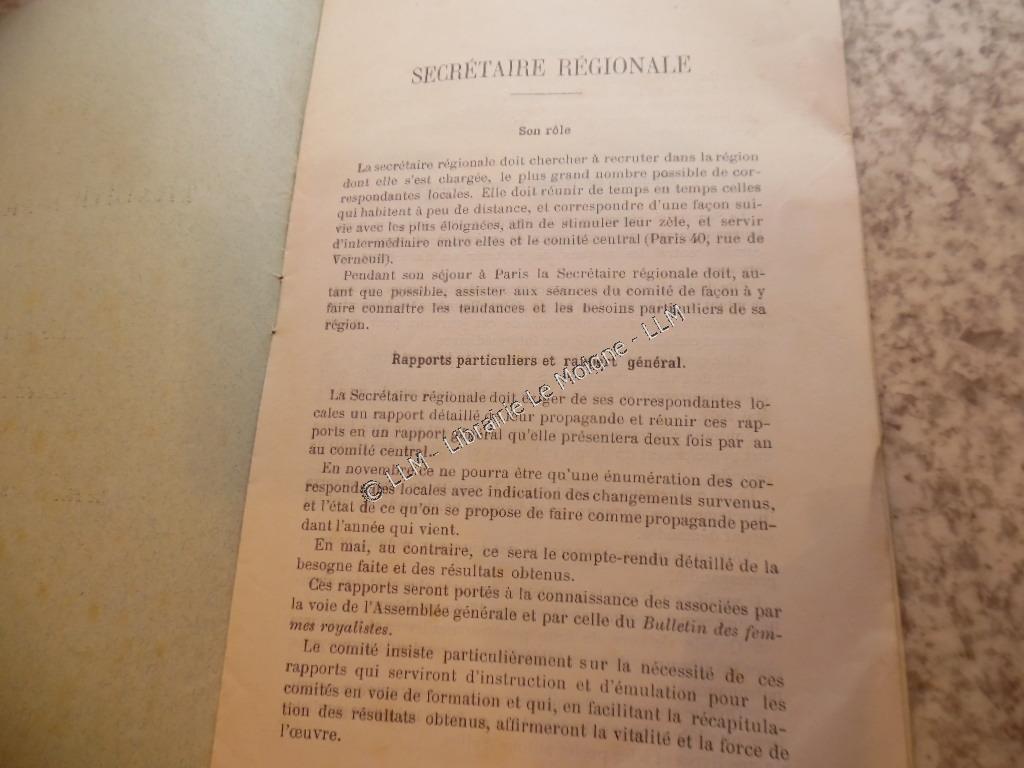 SECRÉTAIRE RÉGIONALE
Son rôle
La secrétaire régionale doit chercher à recruter dans la région
dont elle s'est chargée, le plus grand nombre possible de cor-
respondantes locales. Elle doit réunir de temps en temps celles
qui habitent à peu de distance, et correspondre d'une façon sui-
vie avec les plus éloignées, afin de stimuler leur zèle, et servir
d'intermédiaire entre elles et le comité central (Paris 40, rue de
Verneuil).
Pendant son séjour à Paris la Secrétaire régionale doit, au-
tant que possible, assister aux séances du comité de façon à y
faire connaître les tendances et les besoins particuliers de sa
région.
Rapports particuliers et rapport général.
La Secrétaire régionale doit exiger de ses correspondantes lo-
cales un rapport détaillé de leur propagande et réunir ces rap-
ports en un rapport général qu'elle présentera deux fois par an
au comité central.
En novembre ce ne pourra être qu'une énumération des cor-
respondantes locales avec indication des changements survenus,
et l'état de ce qu'on se propose de faire comme propagande pen-
dant l'année qui vient.
En mai, au contraire, ce sera le compte-rendu détaillé de la
besogne faite et des résultats obtenus.
Ces rapports seront portés à la connaissance des associées par
la voie de l'Assemblée générale et par celle du Bulletin des fem-
mes royalistes.
Le comité insiste particulièrement sur la nécessité de ces
rapports qui serviront d'instruction et d'émulation pour les
comités en voie de formation et qui, en facilitant la récapitula-
tion des résultats obtenus, affirmeront la vitalité et la force de
l'œuvre.
© LLM - Librairie Le Moigne - LLM